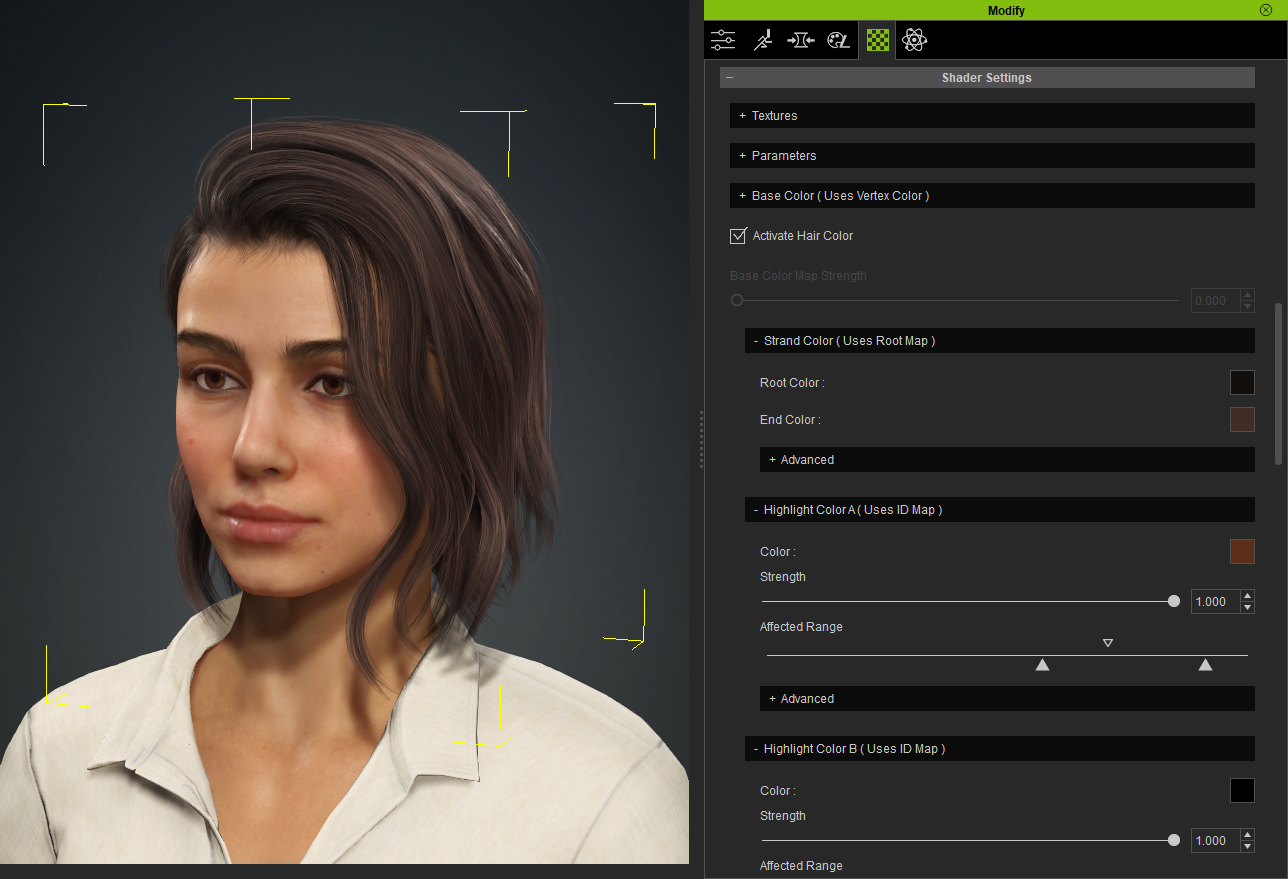 Modify
− Shader Settings
+ Textures
+ Parameters
+ Base Color ( Uses Vertex Color )
Activate Hair Color
Base Color Map Strength
0.000
- Strand Color ( Uses Root Map )
Root Color :
End Color :
+ Advanced
- Highlight Color A ( Uses ID Map )
Color :
Strength
1.000
Affected Range
+ Advanced
- Highlight Color B ( Uses ID Map )
Color :
Strength
1.000
Affected Range